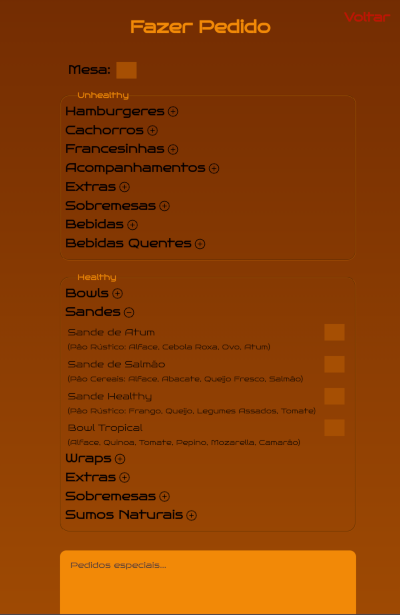 Voltar
Fazer Pedido
Mesa:
Unhealthy
Hamburgeres
Cachorros
Francesinhas
Acompanhamentos
Extras
Sobremesas
Bebidas
Bebidas Quentes
Healthy
Bowls
Sandes
Sande de Atum
(Pão Rústico: Alface, Cebola Roxa, Ovo, Atum)
Sande de Salmão
(Pão Cereais: Alface, Abacate, Queijo Fresco, Salmão)
Sande Healthy
(Pão Rústico: Frango, Queijo, Legumes Assados, Tomate)
Bowl Tropical
(Alface, Quinoa, Tomate, Pepino, Mozarella, Camarão)
Wraps
Extras
Sobremesas
Sumos Naturais
Pedidos especiais...